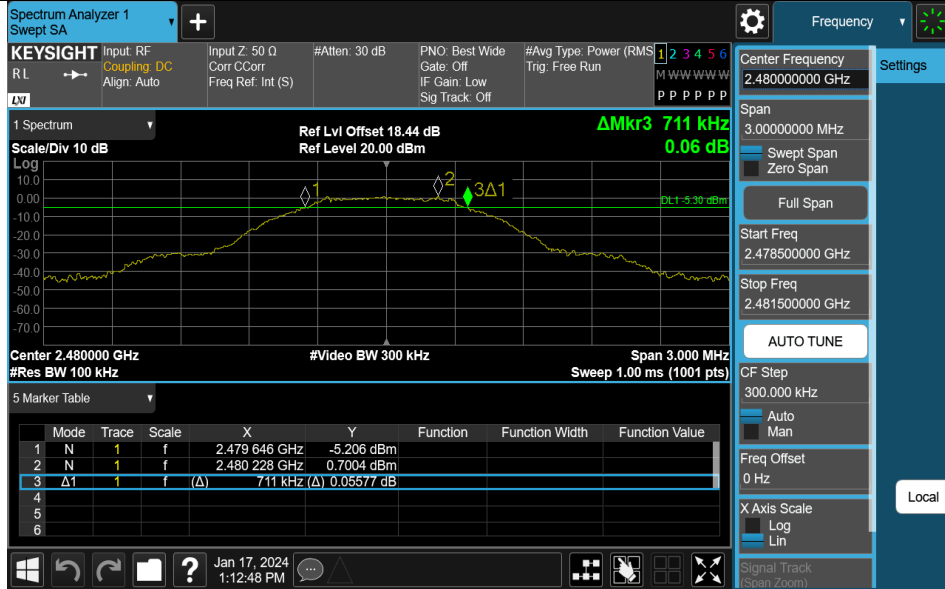 Spectrum Analyzer 1
Swept SA
+
Frequency
KEYSIGHT
R L
LXI
Input: RF
Coupling: DC
Align: Auto
Input Z: 50 Ω
Corr CCorr
Freq Ref: Int (S)
#Atten: 30 dB
PNO: Best Wide
Gate: Off
IF Gain: Low
Sig Track: Off
#Avg Type: Power (RMS
Trig: Free Run
1 2 3 4 5 6
M W W W W W
P P P P P P
1 Spectrum
Scale/Div 10 dB
Ref Lvl Offset 18.44 dB
Ref Level 20.00 dBm
ΔMkr3 711 kHz
0.06 dB
Log
10.0
0.00
-10.0
-20.0
-30.0
-40.0
-50.0
-60.0
-70.0
1
2
3Δ1
DL1 -5.30 dBm
Center 2.480000 GHz
#Video BW 300 kHz
Span 3.000 MHz
#Res BW 100 kHz
Sweep 1.00 ms (1001 pts)
5 Marker Table
Mode Trace Scale X Y Function Function Width Function Value
1 N 1 f 2.479 646 GHz -5.206 dBm
2 N 1 f 2.480 228 GHz 0.7004 dBm
3 Δ1 1 f (Δ) 711 kHz (Δ) 0.05577 dB
4
5
6
?
Jan 17, 2024
1:12:48 PM
Center Frequency
2.480000000 GHz
Span
3.00000000 MHz
Swept Span
Zero Span
Full Span
Start Freq
2.478500000 GHz
Stop Freq
2.481500000 GHz
AUTO TUNE
CF Step
300.000 kHz
Auto
Man
Freq Offset
0 Hz
X Axis Scale
Log
Lin
Signal Track
(Span Zoom)
Settings
Local